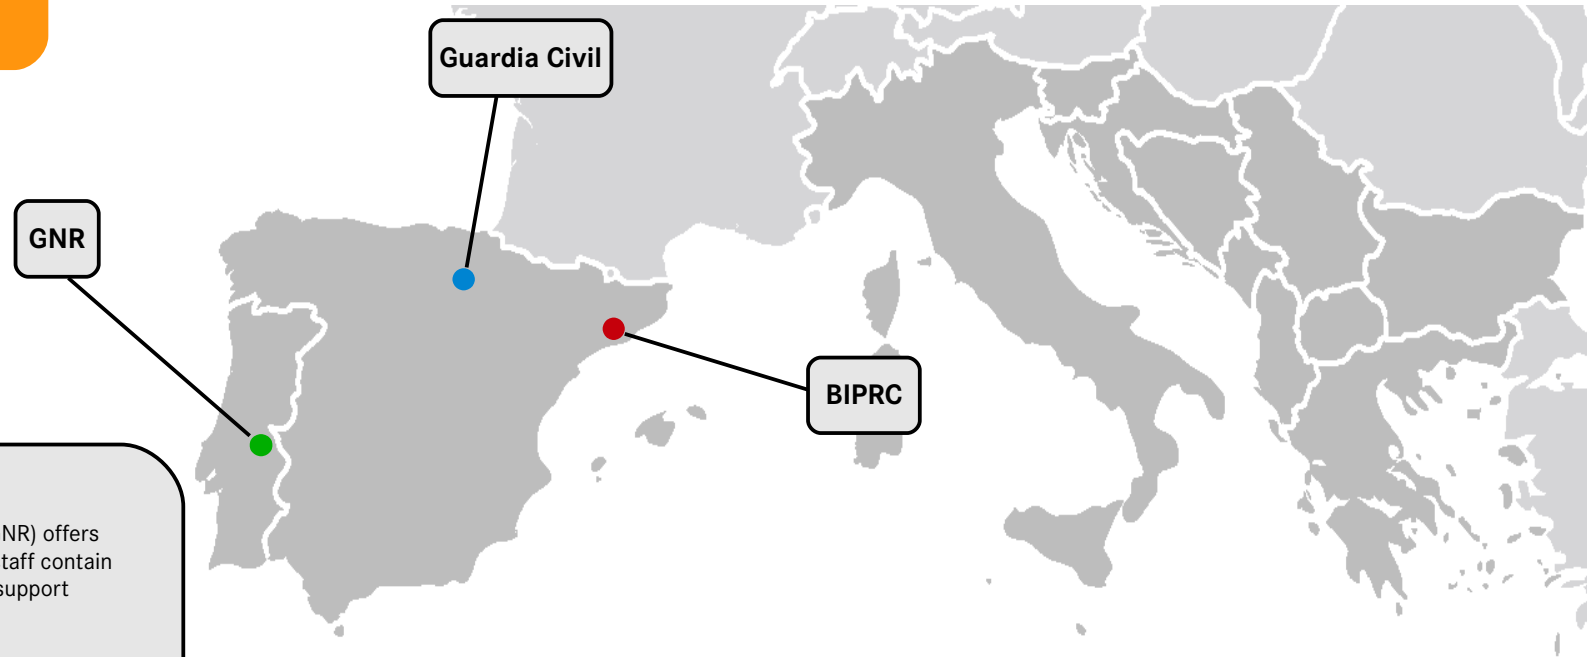 Guardia Civil
GNR
BIPRC
NR) offers
taff contain
support